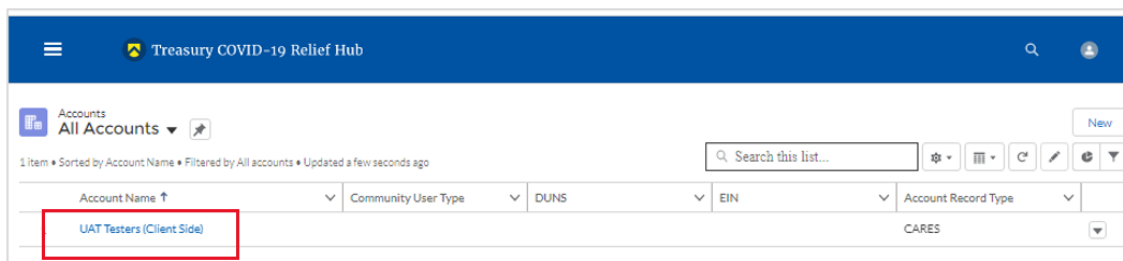 Treasury COVID-19 Relief Hub
Accounts
All Accounts
New
1 item • Sorted by Account Name • Filtered by All accounts • Updated a few seconds ago
Search this list...
Account Name ↑ Community User Type DUNS EIN Account Record Type
UAT Testers (Client Side) CARES